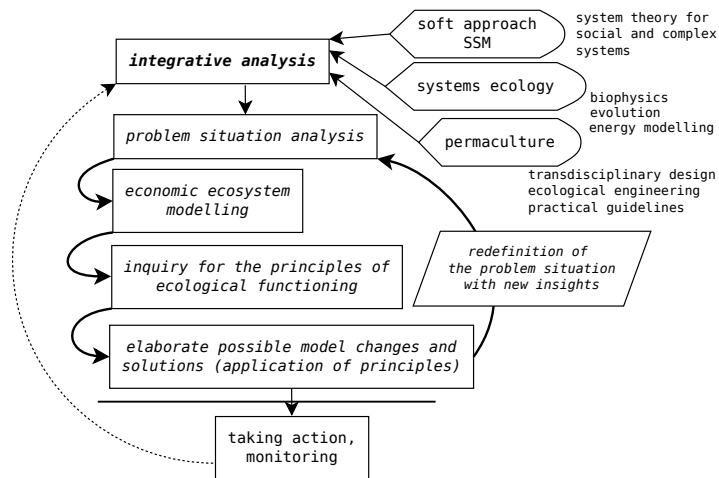 soft approach
SSM
system theory for
social and complex
systems
integrative analysis
systems ecology
biophysics
evolution
energy modelling
problem situation analysis
permaculture
transdisciplinary design
ecological engineering
practical guidelines
economic ecosystem
modelling
redefinition of
the problem situation
with new insights
inquiry for the principles of
ecological functioning
elaborate possible model changes and
solutions (application of principles)
taking action,
monitoring